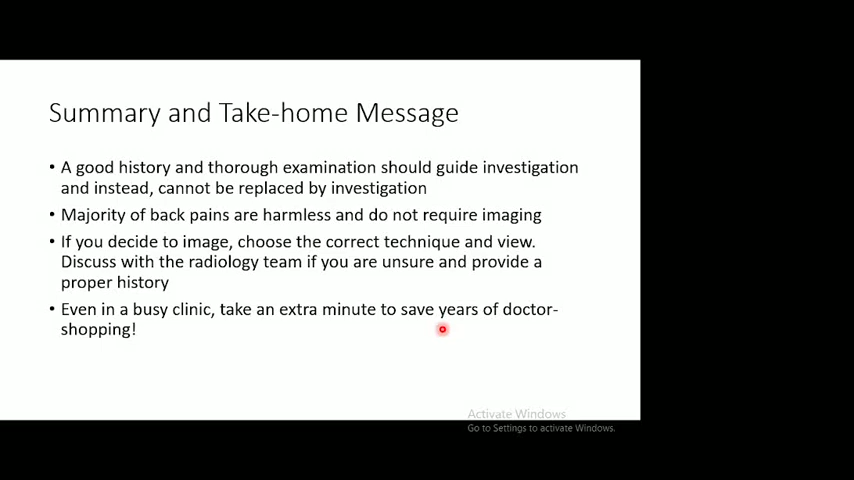 Summary and Take-home Message
• A good history and thorough examination should guide investigation
and instead, cannot be replaced by investigation
• Majority of back pains are harmless and do not require imaging
• If you decide to image, choose the correct technique and view.
Discuss with the radiology team if you are unsure and provide a
proper history
• Even in a busy clinic, take an extra minute to save years of doctor-
shopping!
Activate Windows
Go to Settings to activate Windows.